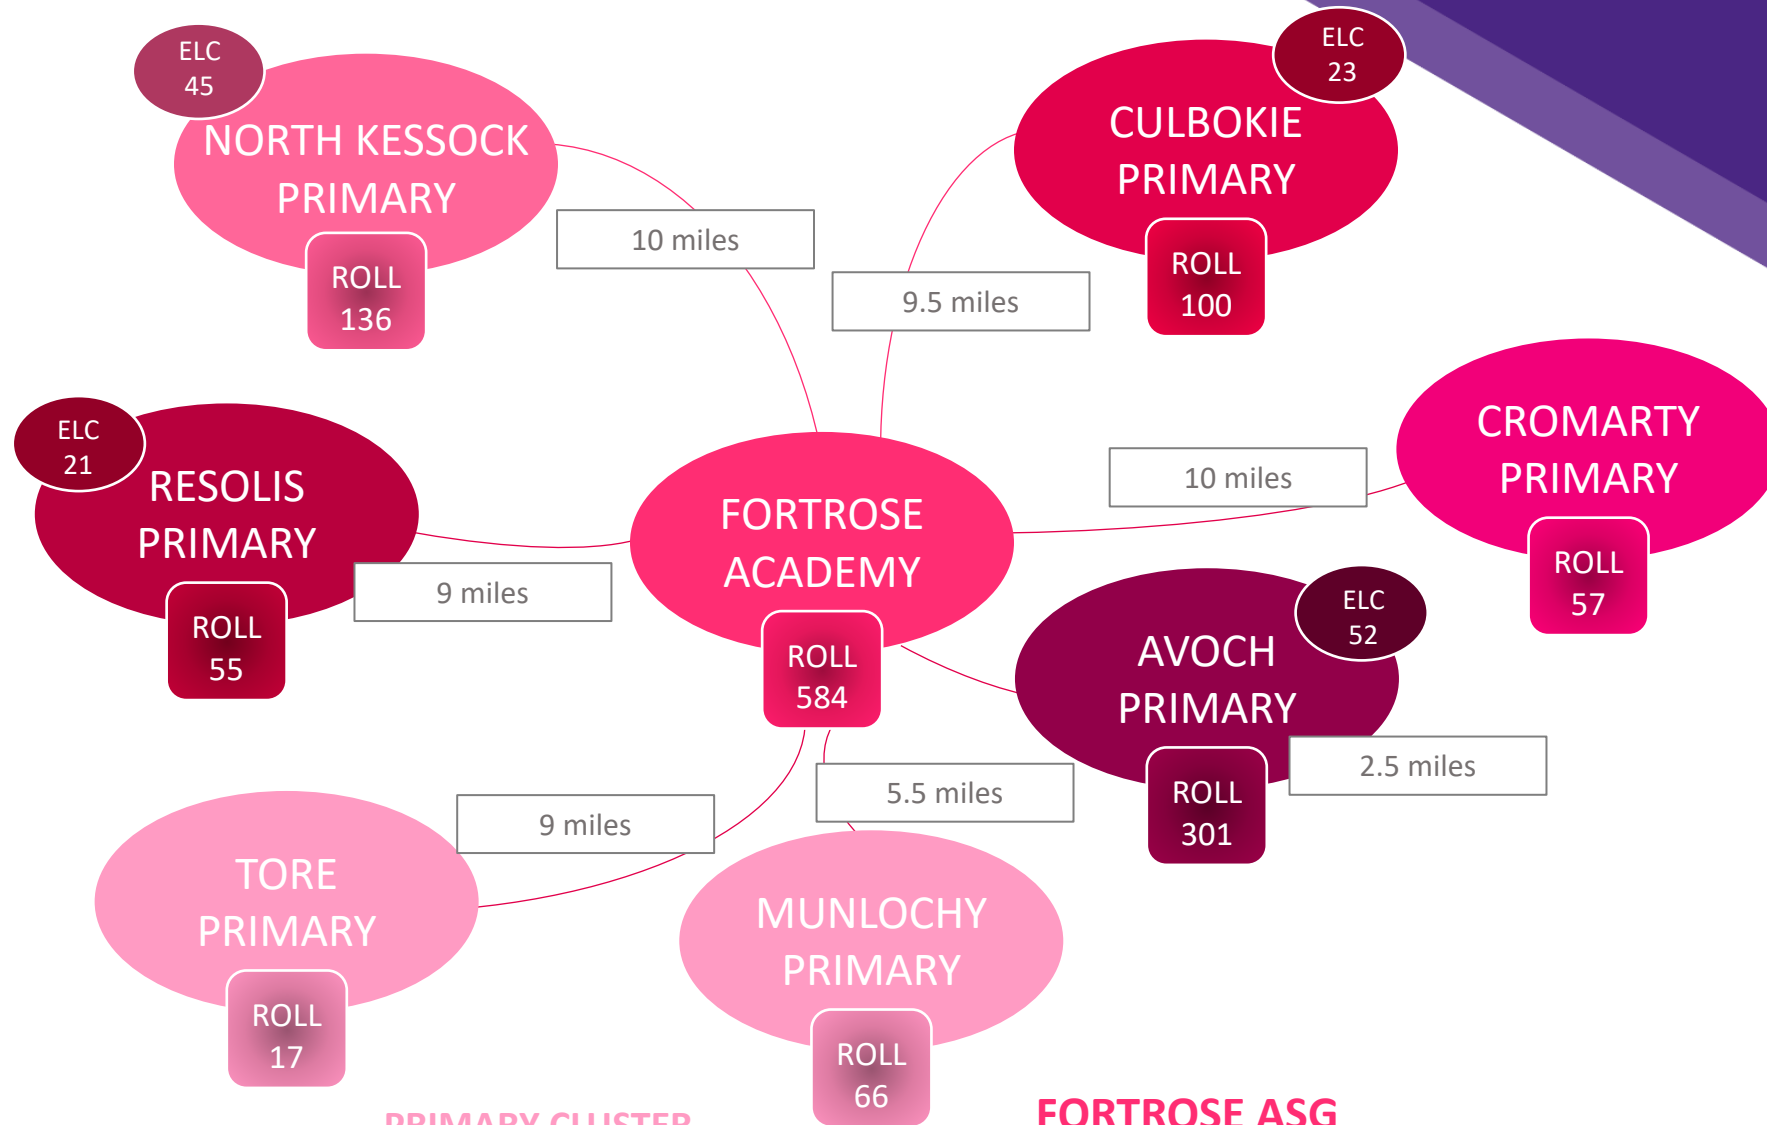 ELC
45
NORTH KESSOCK
PRIMARY
ROLL
136
10 miles
ELC
23
CULBOKIE
PRIMARY
ROLL
100
9.5 miles
ELC
21
RESOLIS
PRIMARY
ROLL
55
9 miles
FORTROSE
ACADEMY
ROLL
584
10 miles
CROMARTY
PRIMARY
ROLL
57
ELC
52
AVOCH
PRIMARY
ROLL
301
2.5 miles
9 miles
TORE
PRIMARY
ROLL
17
5.5 miles
MUNLOCHY
PRIMARY
ROLL
66
PRIMARY CLUSTER
FORTROSE ASG